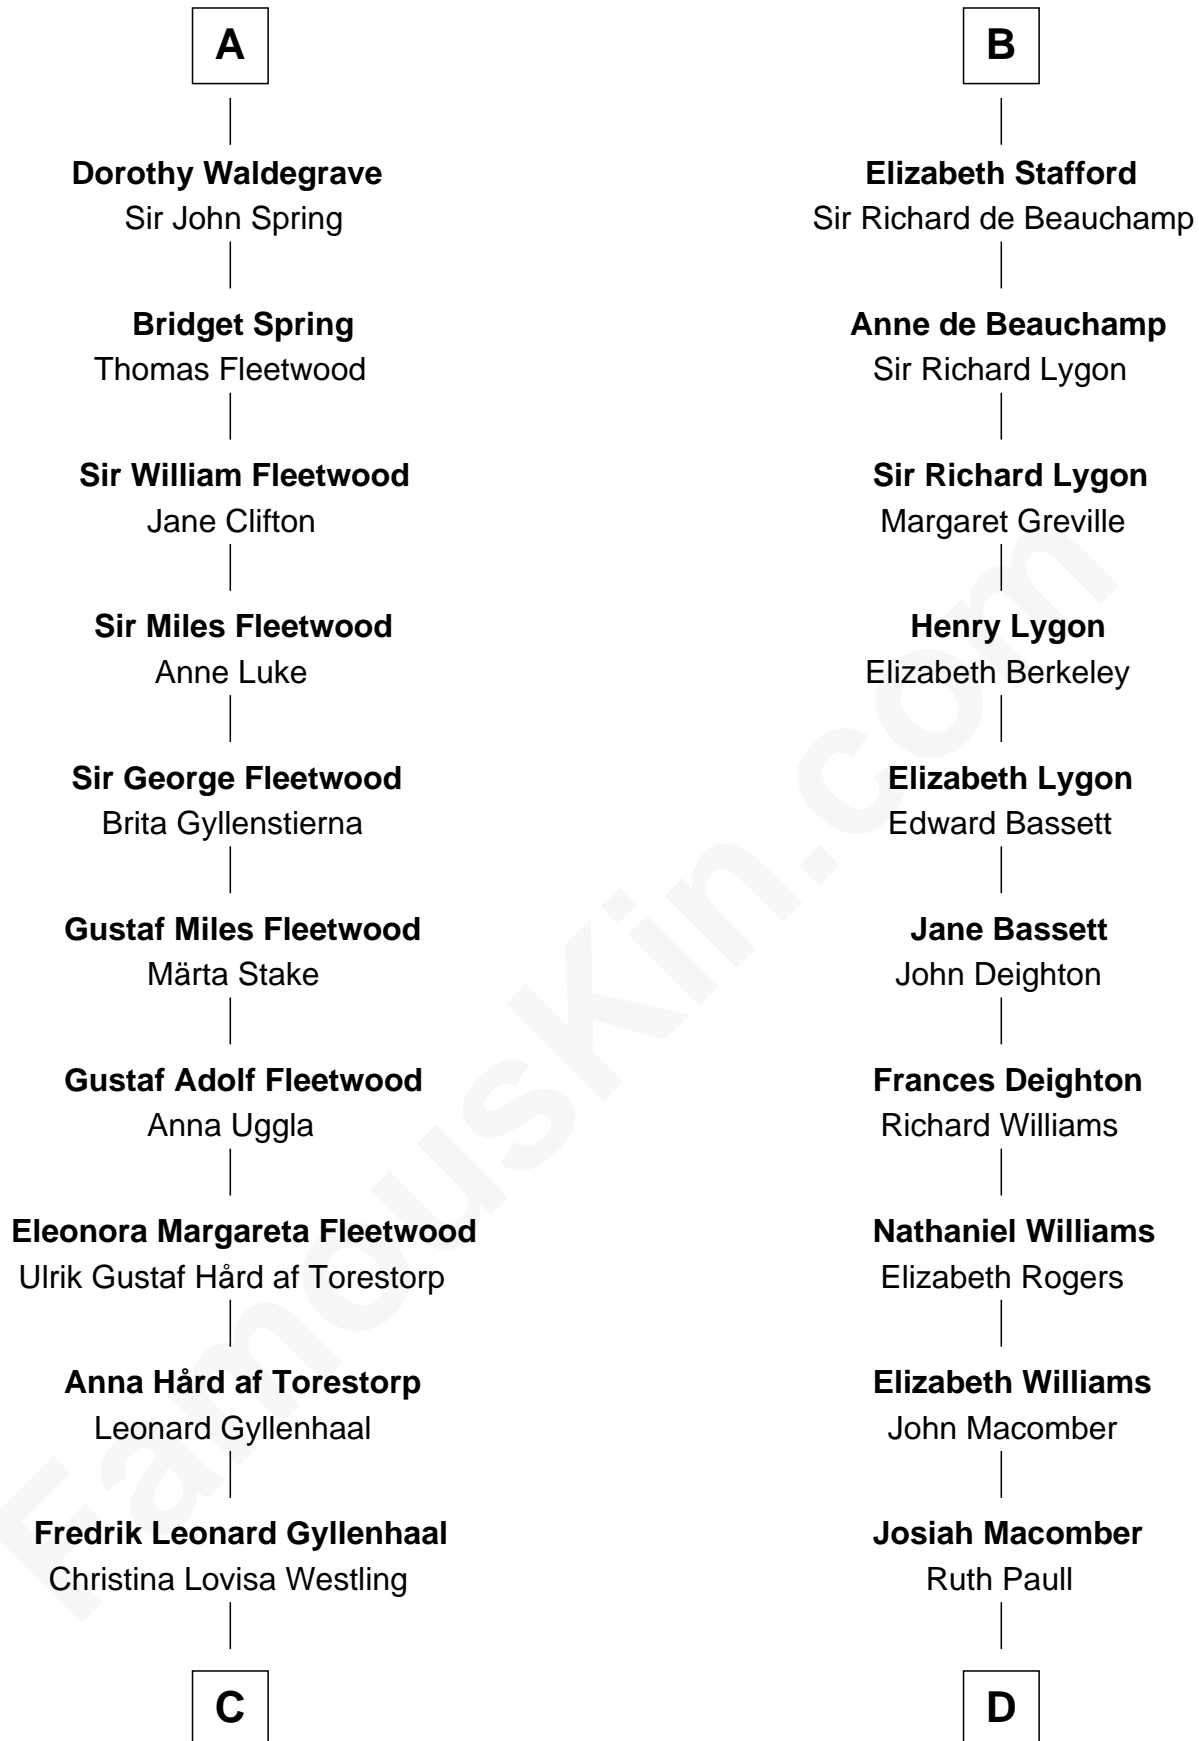 A
Dorothy Waldegrave
Sir John Spring
Bridget Spring
Thomas Fleetwood
Sir William Fleetwood
Jane Clifton
Sir Miles Fleetwood
Anne Luke
Sir George Fleetwood
Brita Gyllenstierna
Gustaf Miles Fleetwood
Märta Stake
Gustaf Adolf Fleetwood
Anna Uggla
Eleonora Margareta Fleetwood
Ulrik Gustaf Hård af Torestorp
Anna Hård af Torestorp
Leonard Gyllenhaal
Fredrik Leonard Gyllenhaal
Christina Lovisa Westling
C
B
Elizabeth Stafford
Sir Richard de Beauchamp
Anne de Beauchamp
Sir Richard Lygon
Sir Richard Lygon
Margaret Greville
Henry Lygon
Elizabeth Berkeley
Elizabeth Lygon
Edward Bassett
Jane Bassett
John Deighton
Frances Deighton
Richard Williams
Nathaniel Williams
Elizabeth Rogers
Elizabeth Williams
John Macomber
Josiah Macomber
Ruth Paull
D
FamousKin.com